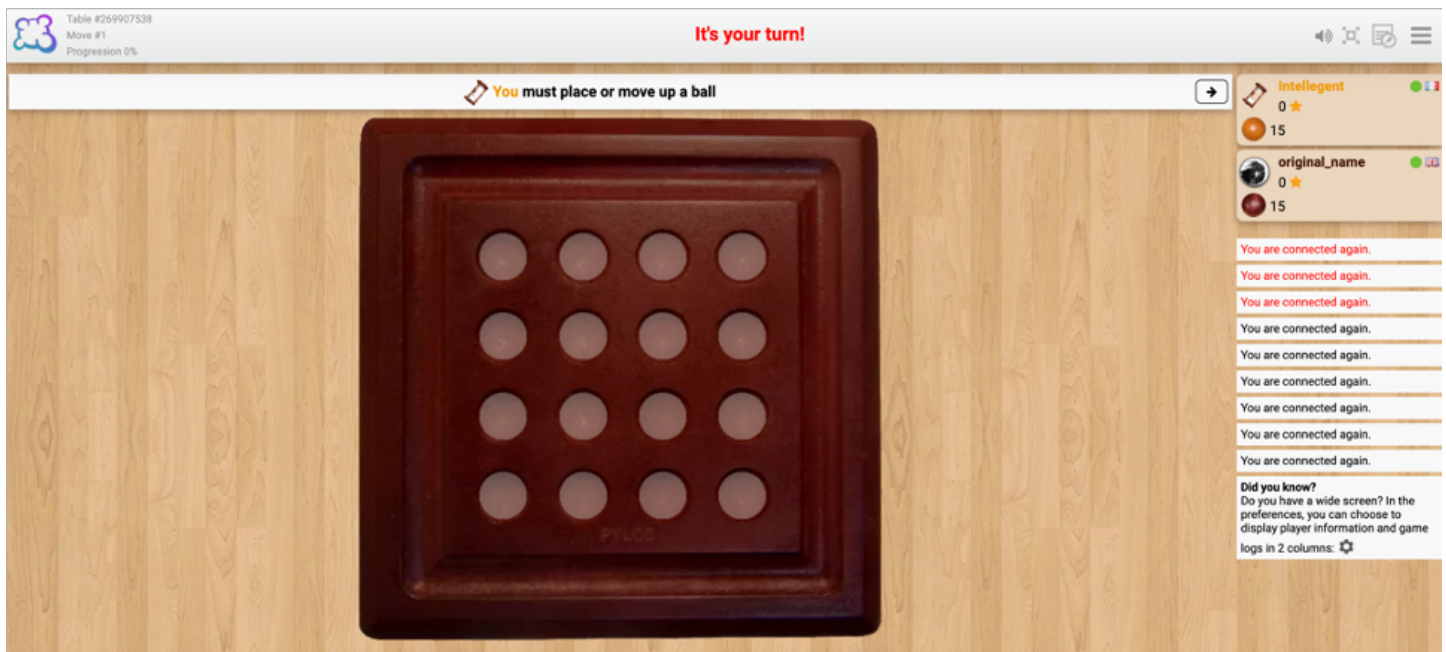 Table #269907538
Move #1
Progression 0%
It's your turn!
You must place or move up a ball
Intellegent
0
15
original_name
0
15
You are connected again.
You are connected again.
You are connected again.
You are connected again.
You are connected again.
You are connected again.
You are connected again.
You are connected again.
You are connected again.
Did you know?
Do you have a wide screen? In the
preferences, you can choose to
display player information and game
logs in 2 columns:
PYLOS